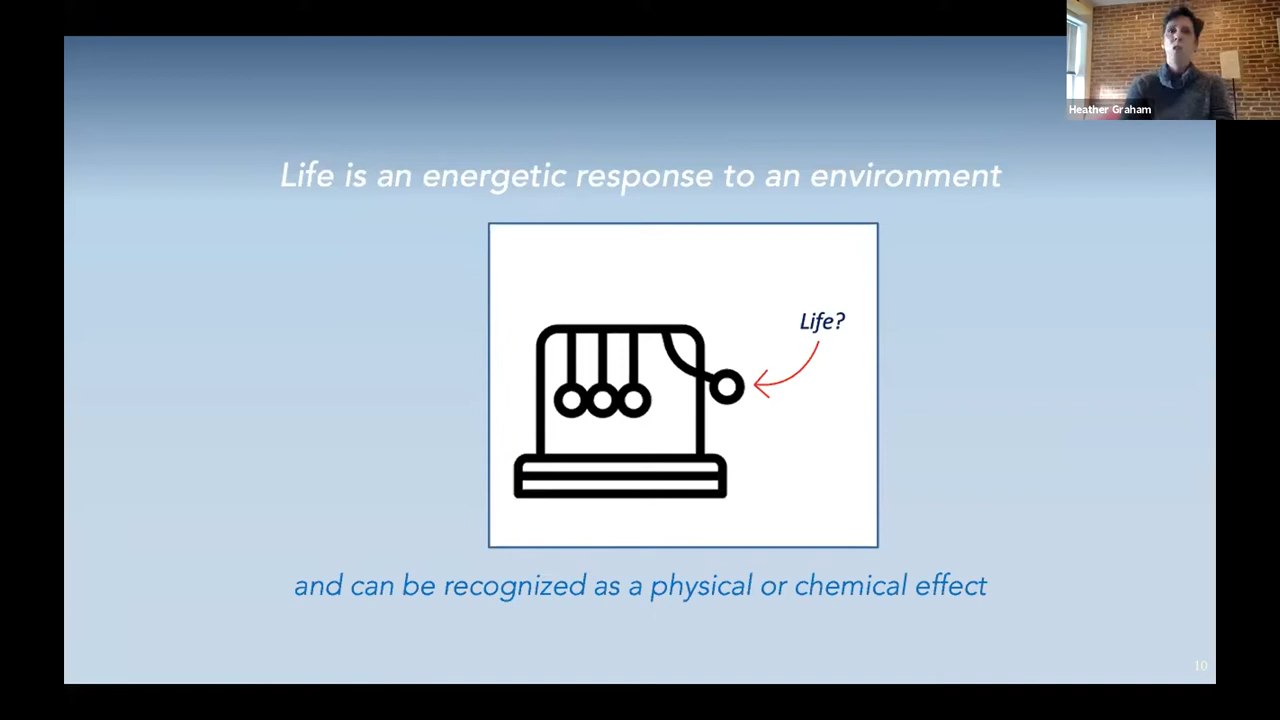 Heather Graham
Life is an energetic response to an environment
Life?
and can be recognized as a physical or chemical effect
10